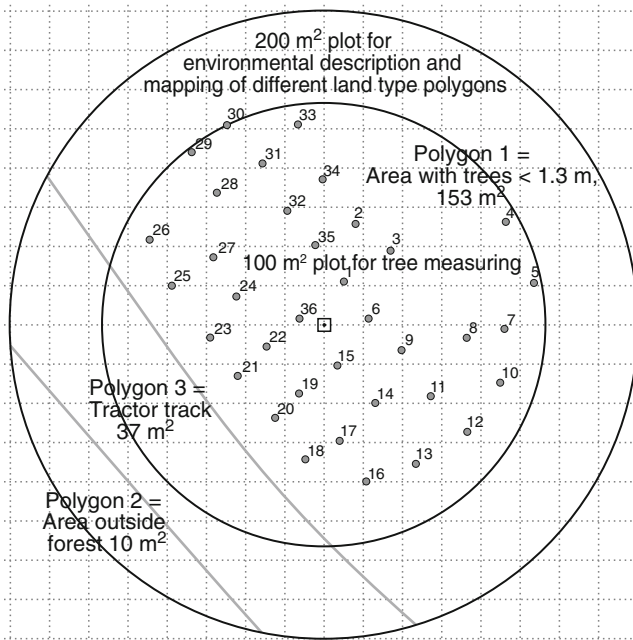 200 m² plot for
environmental description and
mapping of different land type polygons
30
33
29
31
Polygon 1 =
Area with trees < 1.3 m,
153 m²
34
28
32
2
4
26
35
3
27
100 m² plot for tree measuring
1
5
25
24
36
6
7
23
22
8
9
15
21
10
Polygon 3 =
Tractor track
37 m²
19
14
11
20
12
17
18
13
16
Polygon 2 =
Area outside
forest 10 m²